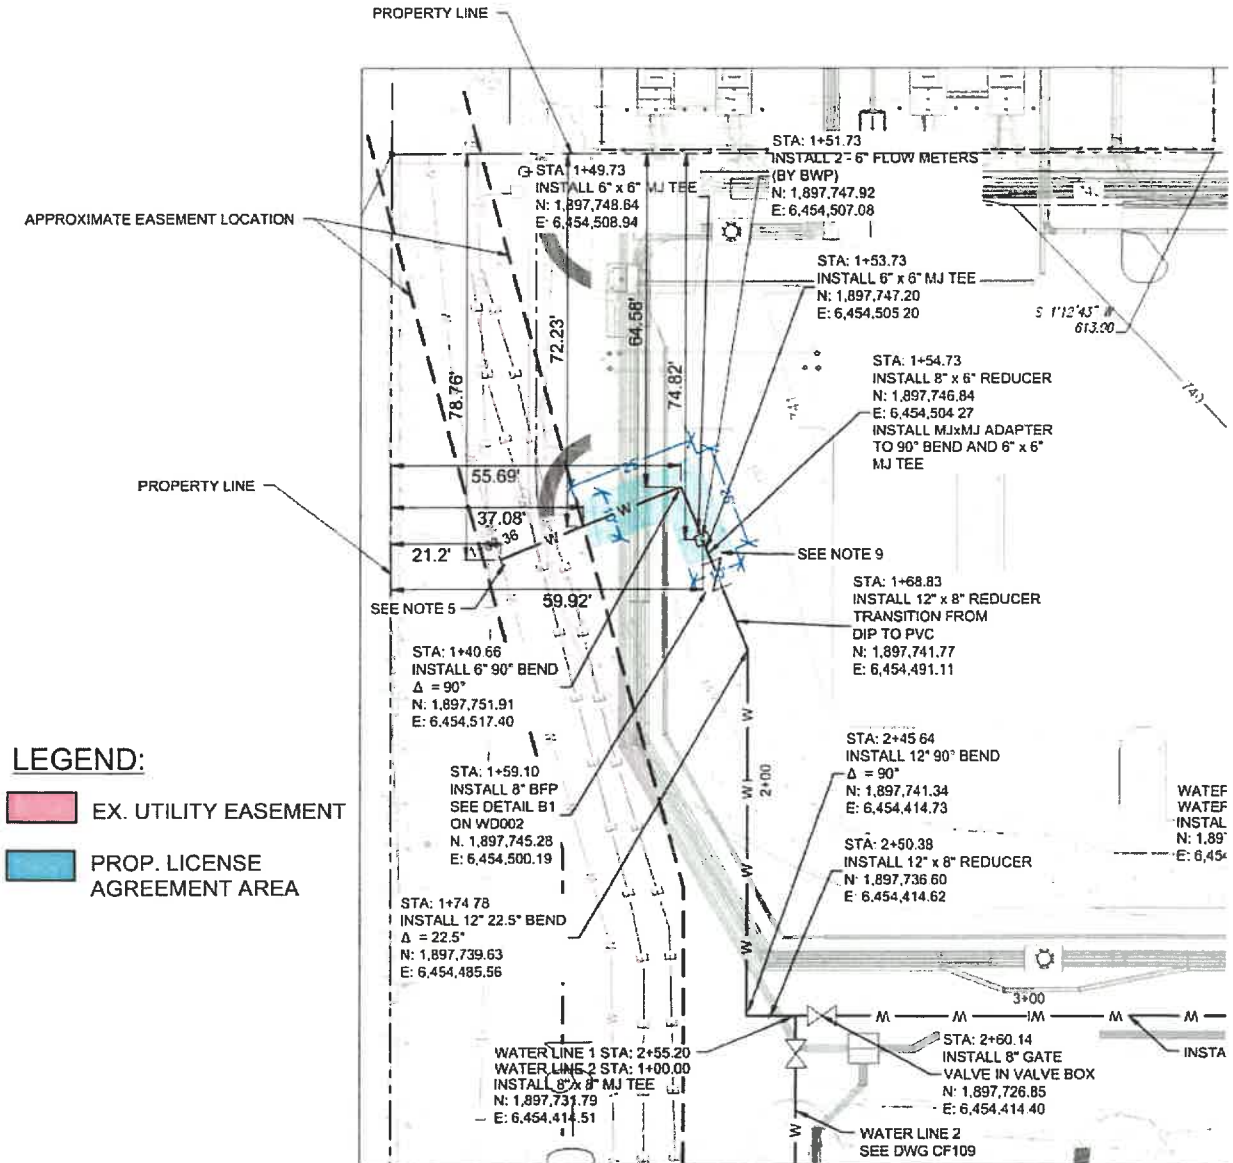 PROPERTY LINE
STA: 1+49.73
INSTALL 6" x 6" MJ TEE
N: 1,897,748.64
E: 6,454,508.94
STA: 1+51.73
INSTALL 2 - 6" FLOW METERS
(BY BWP)
N: 1,897,747.92
E: 6,454,507.08
APPROXIMATE EASEMENT LOCATION
STA: 1+53.73
INSTALL 6" x 6" MJ TEE
N: 1,897,747.20
E: 6,454,505.20
S 1°12'43" W
613.00
740
741
78.76'
72.23'
64.58'
74.82'
STA: 1+54.73
INSTALL 8" x 6" REDUCER
N: 1,897,746.84
E: 6,454,504.27
INSTALL MJxMJ ADAPTER
TO 90° BEND AND 6" x 6"
MJ TEE
PROPERTY LINE
55.69'
37.08'
21.2'
59.92'
SEE NOTE 9
SEE NOTE 5
STA: 1+68.83
INSTALL 12" x 8" REDUCER
TRANSITION FROM
DIP TO PVC
N: 1,897,741.77
E: 6,454,491.11
STA: 1+40.66
INSTALL 6" 90° BEND
Δ = 90°
N: 1,897,751.91
E: 6,454,517.40
LEGEND:
EX. UTILITY EASEMENT
PROP. LICENSE
AGREEMENT AREA
STA: 1+59.10
INSTALL 8" BFP
SEE DETAIL B1
ON WD002
N. 1,897,745.28
E: 6,454,500.19
2+00
STA: 2+45.64
INSTALL 12" 90° BEND
Δ = 90°
N: 1,897,741.34
E: 6,454,414.73
STA: 2+50.38
INSTALL 12" x 8" REDUCER
N: 1,897,736.60
E: 6,454,414.62
WATER
WATER
INSTAL
N: 1,897
E: 6,454
STA: 1+74.78
INSTALL 12" 22.5° BEND
Δ = 22.5°
N: 1,897,739.63
E: 6,454,485.56
3+00
WATER LINE 1 STA: 2+55.20
WATER LINE 2 STA: 1+00.00
INSTALL 8" x 8" MJ TEE
N: 1,897,731.79
E: 6,454,414.51
STA: 2+60.14
INSTALL 8" GATE
VALVE IN VALVE BOX
N: 1,897,726.85
E: 6,454,414.40
INSTA
WATER LINE 2
SEE DWG CF109